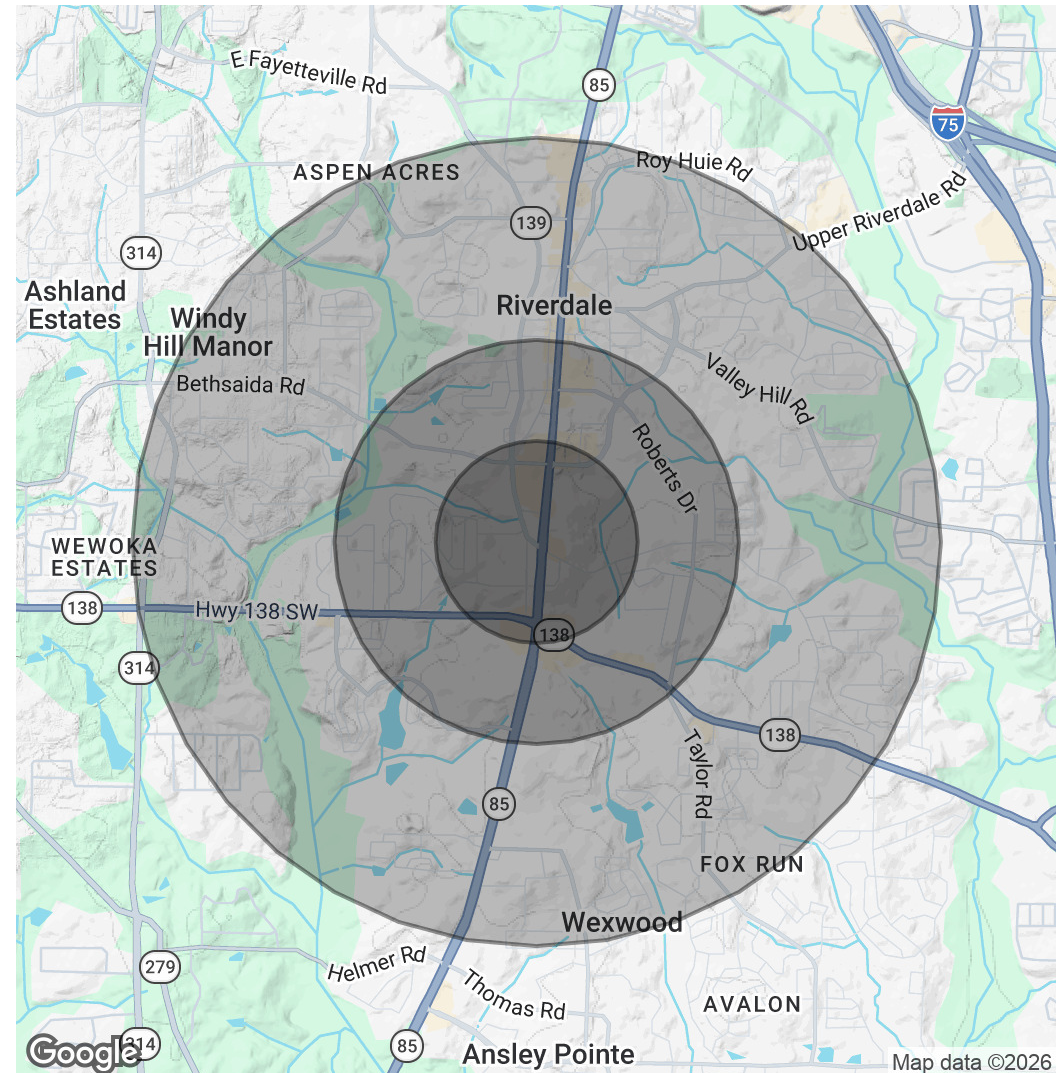 E Fayetteville Rd
85
75
ASPEN ACRES
Roy Huie Rd
Upper Riverdale Rd
139
314
Ashland
Estates
Windy
Hill Manor
Riverdale
Bethsaida Rd
Valley Hill Rd
Roberts Dr
WEWOKA
ESTATES
138
Hwy 138 SW
138
314
Taylor Rd
138
85
FOX RUN
Wexwood
279
Helmer Rd
Thomas Rd
AVALON
314
85
Ansley Pointe
Google
Map data ©2026